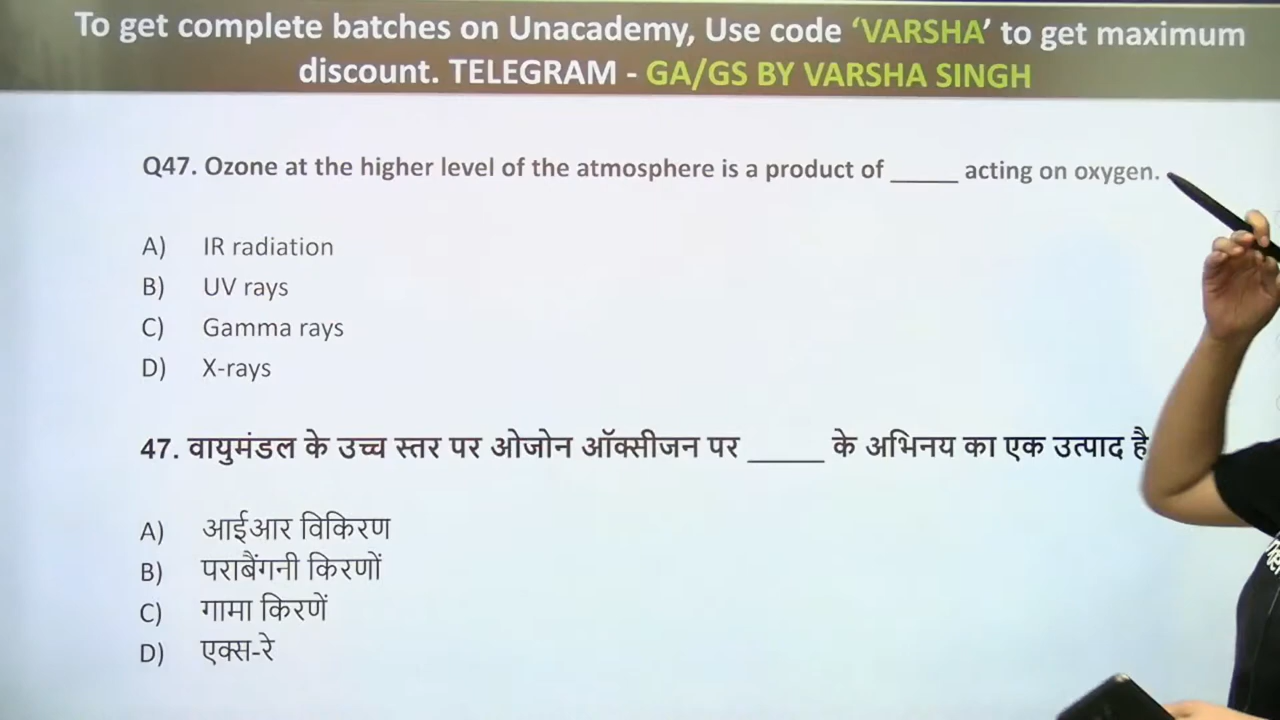 To get complete batches on Unacademy, Use code ‘VARSHA’ to get maximum
discount. TELEGRAM - GA/GS BY VARSHA SINGH
Q47. Ozone at the higher level of the atmosphere is a product of _____ acting on oxygen.
A) IR radiation
B) UV rays
C) Gamma rays
D) X-rays
47. वायुमंडल के उच्च स्तर पर ओजोन ऑक्सीजन पर _____ के अभिनय का एक उत्पाद है
A) आईआर विकिरण
B) पराबैंगनी किरणों
C) गामा किरणें
D) एक्स-रे